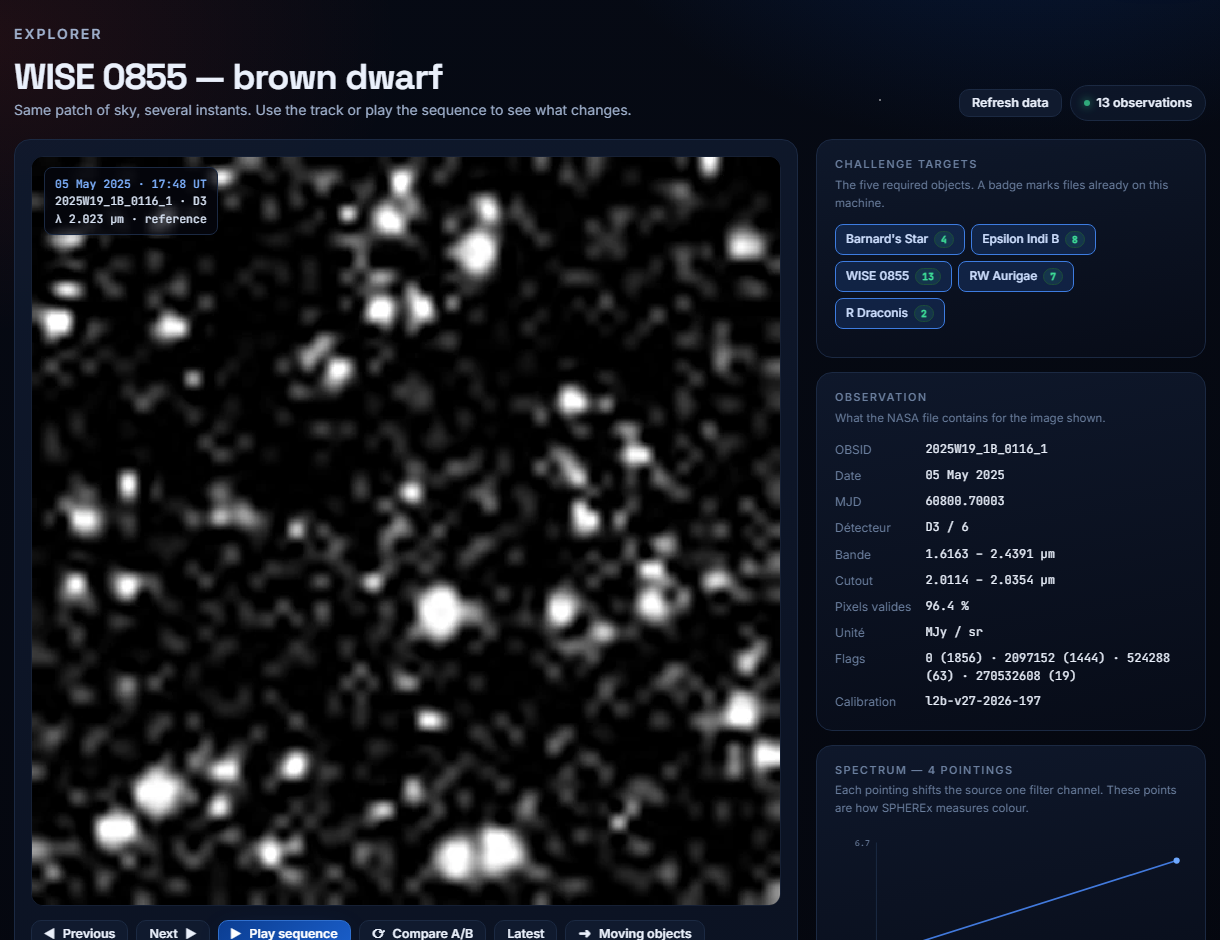 EXPLORER
WISE 0855 — brown dwarf
Same patch of sky, several instants. Use the track or play the sequence to see what changes.
Refresh data
13 observations
05 May 2025 · 17:48 UT
2025W19_1B_0116_1 · D3
λ 2.023 µm · reference
◀ Previous
Next ▶
▶ Play sequence
⟳ Compare A/B
Latest
➜ Moving objects
CHALLENGE TARGETS
The five required objects. A badge marks files already on this
machine.
Barnard's Star 4
Epsilon Indi B 8
WISE 0855 13
RW Aurigae 7
R Draconis 2
OBSERVATION
What the NASA file contains for the image shown.
OBSID 2025W19_1B_0116_1
Date 05 May 2025
MJD 60800.70003
Détecteur D3 / 6
Bande 1.6163 – 2.4391 µm
Cutout 2.0114 – 2.0354 µm
Pixels valides 96.4 %
Unité MJy / sr
Flags 0 (1856) · 2097152 (1444) · 524288
(63) · 270532608 (19)
Calibration l2b-v27-2026-197
SPECTRUM — 4 POINTINGS
Each pointing shifts the source one filter channel. These points
are how SPHEREx measures colour.
6.7